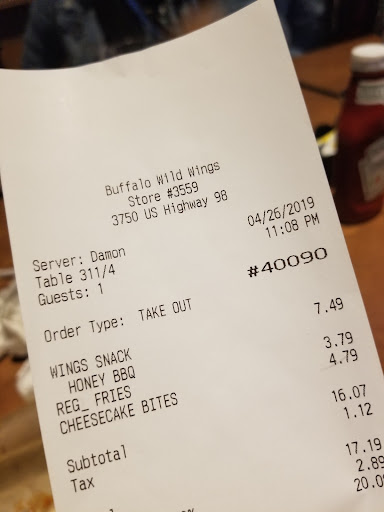 Buffalo Wild Wings
Store #3559
3750 US Highway 98
04/26/2019
Server: Damon 11:08 PM
Table 311/4
Guests: 1 #40090
Order Type: TAKE OUT
WINGS SNACK 7.49
HONEY BBQ
REG_ FRIES 3.79
CHEESECAKE BITES 4.79
Subtotal 16.07
Tax 1.12
17.19
2.89